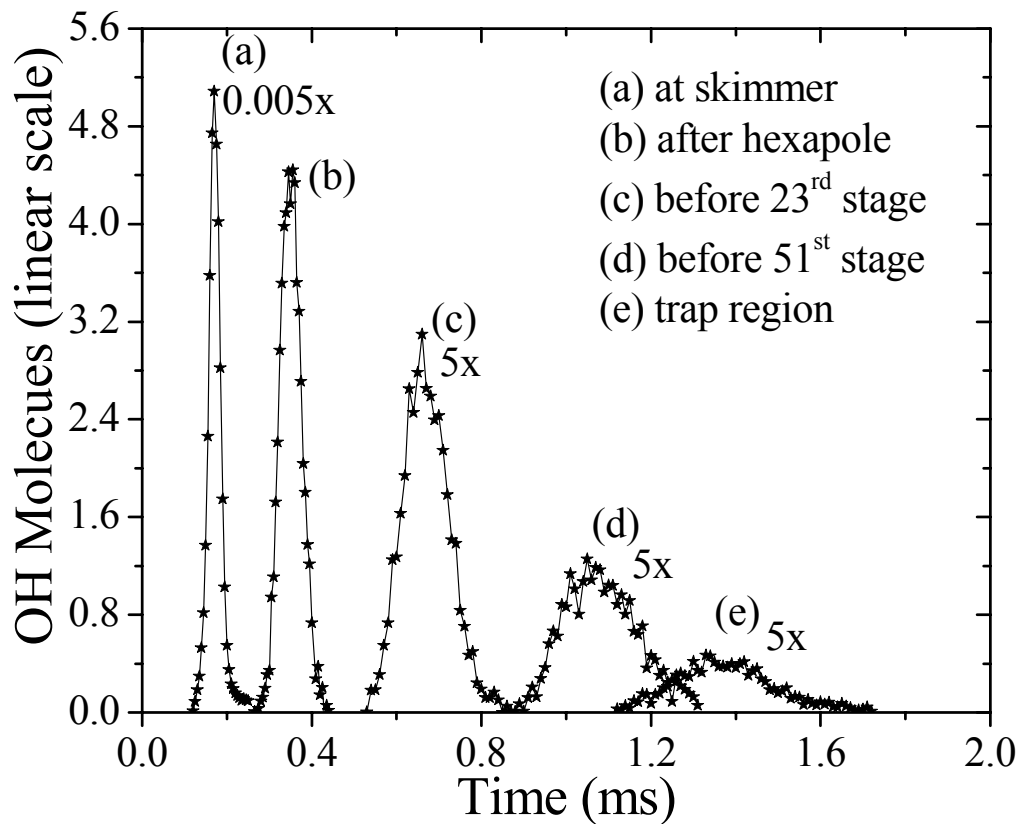 OH Molecues (linear scale)
5.6
4.8
4.0
3.2
2.4
1.6
0.8
0.0
(a)
0.005x
(b)
(c)
5x
(d)
5x
(e)
5x
(a) at skimmer
(b) after hexapole
(c) before 23rd stage
(d) before 51st stage
(e) trap region
0.0 0.4 0.8 1.2 1.6 2.0
Time (ms)